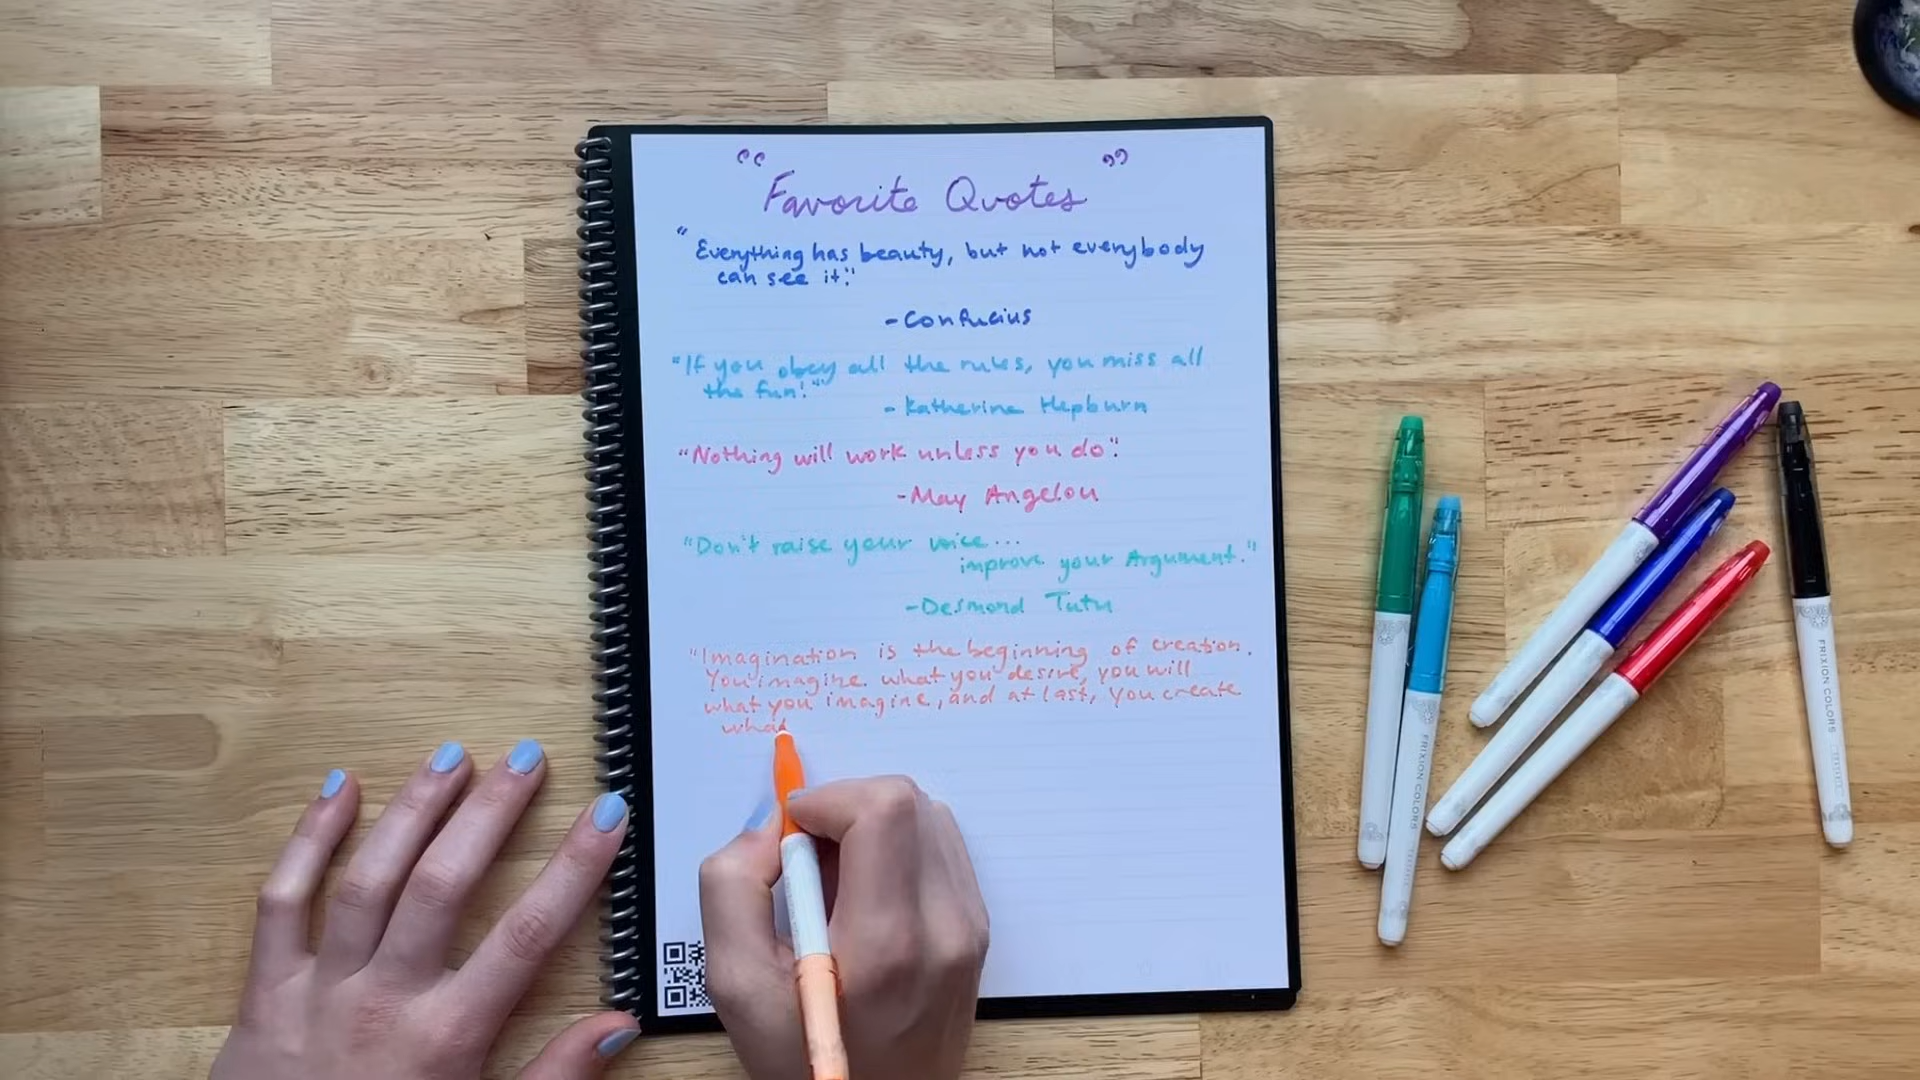 “ ”
Favorite Quotes
" Everything has beauty, but not everybody
can see it."
- Confucius
"If you obey all the rules, you miss all
the fun!"
- Katherine Hepburn
"Nothing will work unless you do".
- May Angelou
"Don't raise your voice...
improve your Argument."
- Desmond Tutu
"Imagination is the beginning of creation.
You imagine what you desire, you will
what you imagine, and at last, you create
what
FRIXION COLORS
FRIXION COLORS